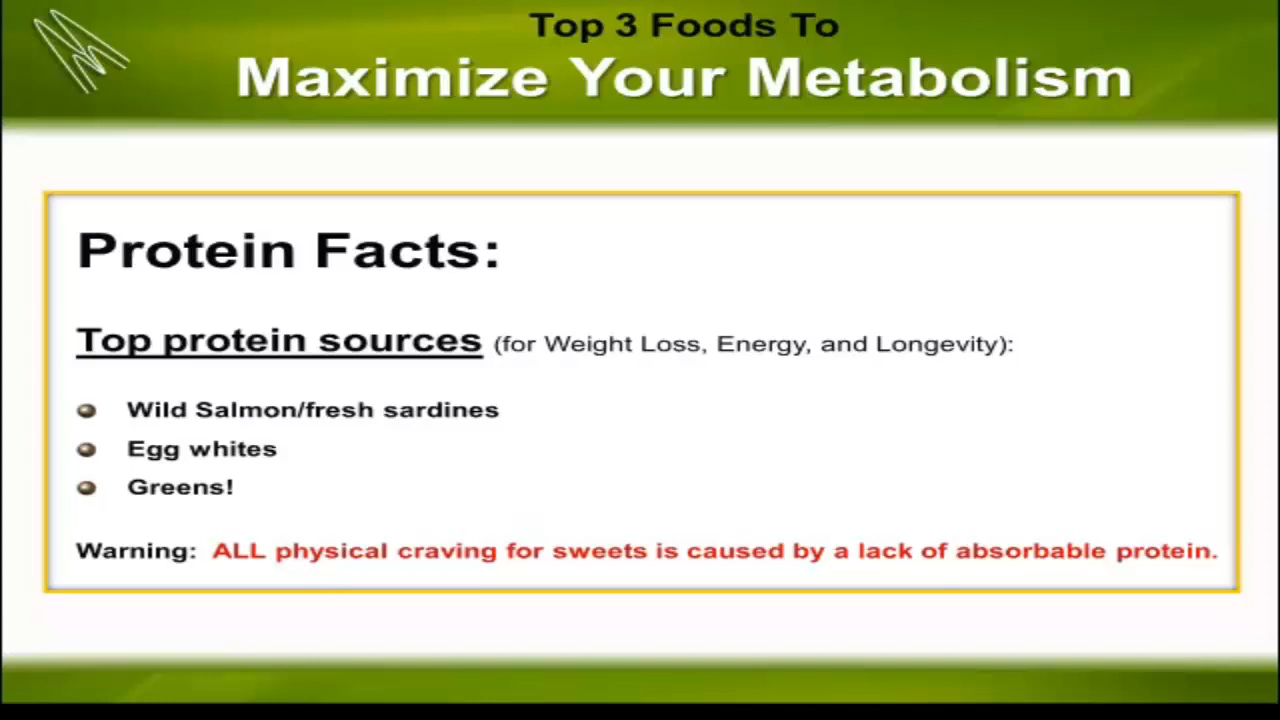 Top 3 Foods To
Maximize Your Metabolism
Protein Facts:
Top protein sources (for Weight Loss, Energy, and Longevity):
Wild Salmon/fresh sardines
Egg whites
Greens!
Warning: ALL physical craving for sweets is caused by a lack of absorbable protein.